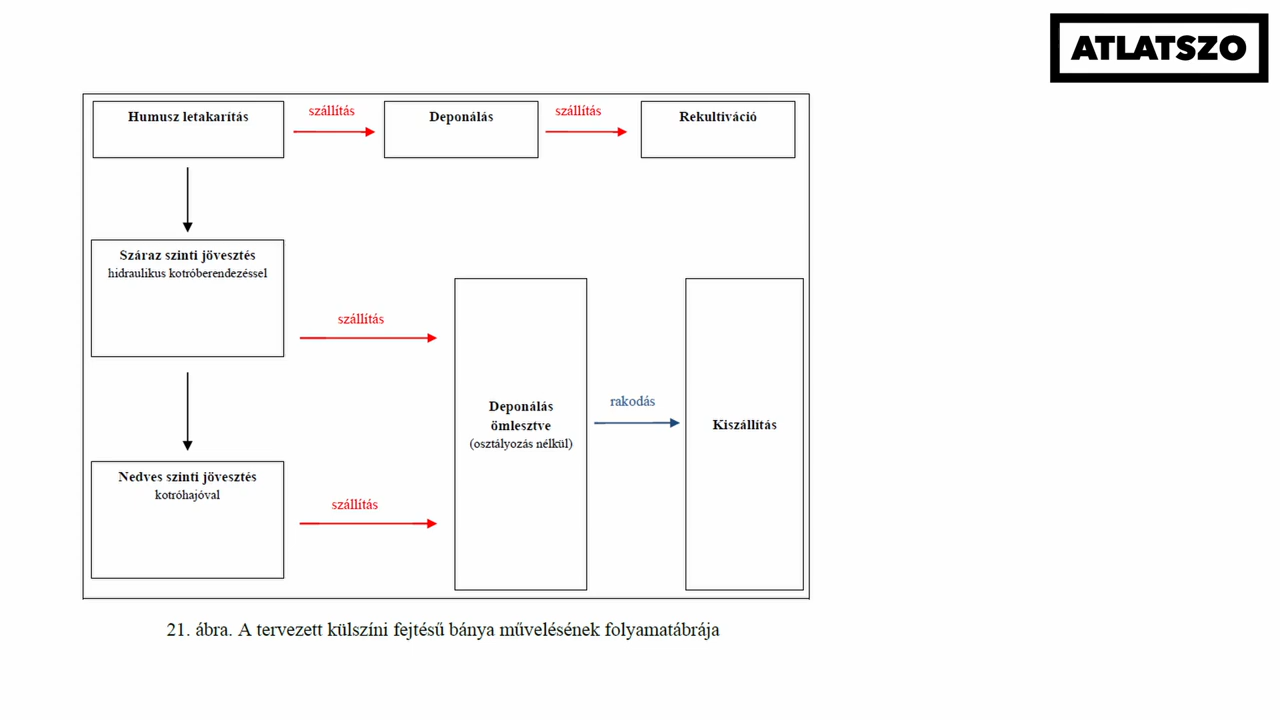 ATLATSZO
Humusz letakarítás
szállítás
Deponálás
szállítás
Rekultiváció
Száraz szinti jövesztés
hidraulikus kotróberendezéssel
szállítás
Deponálás
ömlesztve
(osztályozás nélkül)
rakodás
Kiszállítás
Nedves szinti jövesztés
kotróhajóval
szállítás
21. ábra. A tervezett külszíni fejtésű bánya művelésének folyamatábrája